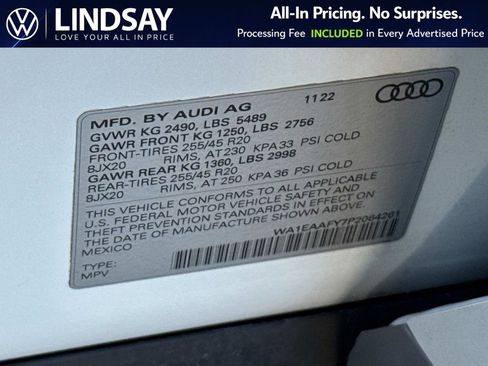 LINDSAY
LOVE YOUR ALL IN PRICE
All-In Pricing. No Surprises.
Processing Fee INCLUDED in Every Advertised Price
MFD. BY AUDI AG 11 22
GVWR KG 2490, LBS 5489
GAWR FRONT KG 1250, LBS 2756
FRONT-TIRES 255/45 R20
8JX20 RIMS, AT 230 KPA 33 PSI COLD
GAWR REAR KG 1360, LBS 2998
REAR-TIRES 255/45 R20
8JX20 RIMS, AT 250 KPA 36 PSI COLD
THIS VEHICLE CONFORMS TO ALL APPLICABLE
U.S. FEDERAL MOTOR VEHICLE SAFETY AND
THEFT PREVENTION STANDARDS IN EFFECT ON
THE DATE OF MANUFACTURE SHOWN ABOVE.
MEXICO
WA1EAAFY7P2064261
TYPE:
MPV